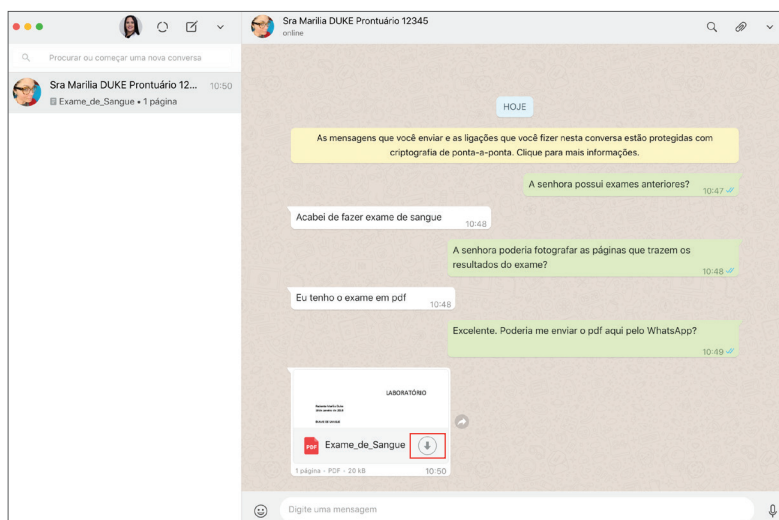 Procurar ou começar uma nova conversa
Sra Marilia DUKE Prontuário 12... 10:50
Exame_de_Sangue • 1 página
Sra Marilia DUKE Prontuário 12345
online
HOJE
As mensagens que você enviar e as ligações que você fizer nesta conversa estão protegidas com
criptografia de ponta-a-ponta. Clique para mais informações.
A senhora possui exames anteriores?
10:47
Acabei de fazer exame de sangue
10:48
A senhora poderia fotografar as páginas que trazem os
resultados do exame?
10:48
Eu tenho o exame em pdf
10:48
Excelente. Poderia me enviar o pdf aqui pelo WhatsApp?
10:49
LABORATÓRIO
PDF Exame_de_Sangue
1 página • PDF • 20 kB 10:50
Digite uma mensagem